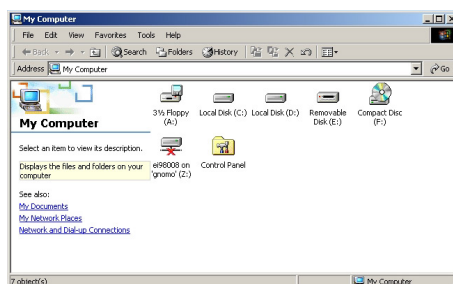 My Computer
File Edit View Favorites Tools Help
Back Search Folders History
Address My Computer Go
My Computer
Select an item to view its description.
Displays the files and folders on your
computer
See also:
My Documents
My Network Places
Network and Dial-up Connections
3½ Floppy
(A:)
Local Disk (C:)
Local Disk (D:)
Removable
Disk (E:)
Compact Disc
(F:)
ei98008 on
'gnomo' (Z:)
Control Panel
7 object(s) My Computer